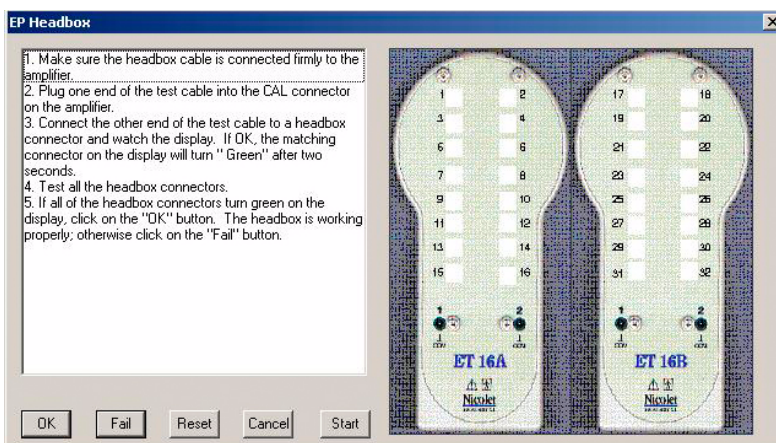 EP Headbox
1. Make sure the headbox cable is connected firmly to the
amplifier.
2. Plug one end of the test cable into the CAL connector
on the amplifier.
3. Connect the other end of the test cable to a headbox
connector and watch the display. If OK, the matching
connector on the display will turn " Green" after two
seconds.
4. Test all the headbox connectors.
5. If all of the headbox connectors turn green on the
display, click on the "OK" button. The headbox is working
properly; otherwise click on the "Fail" button.
OK Fail Reset Cancel Start
1 2
3 4
6 6
7 8
9 10
11 12
13 14
15 16
1 2
ET 16A
Nicolet
17 18
19 20
21 22
23 24
25 26
27 28
29 30
31 32
1 2
ET 16B
Nicolet